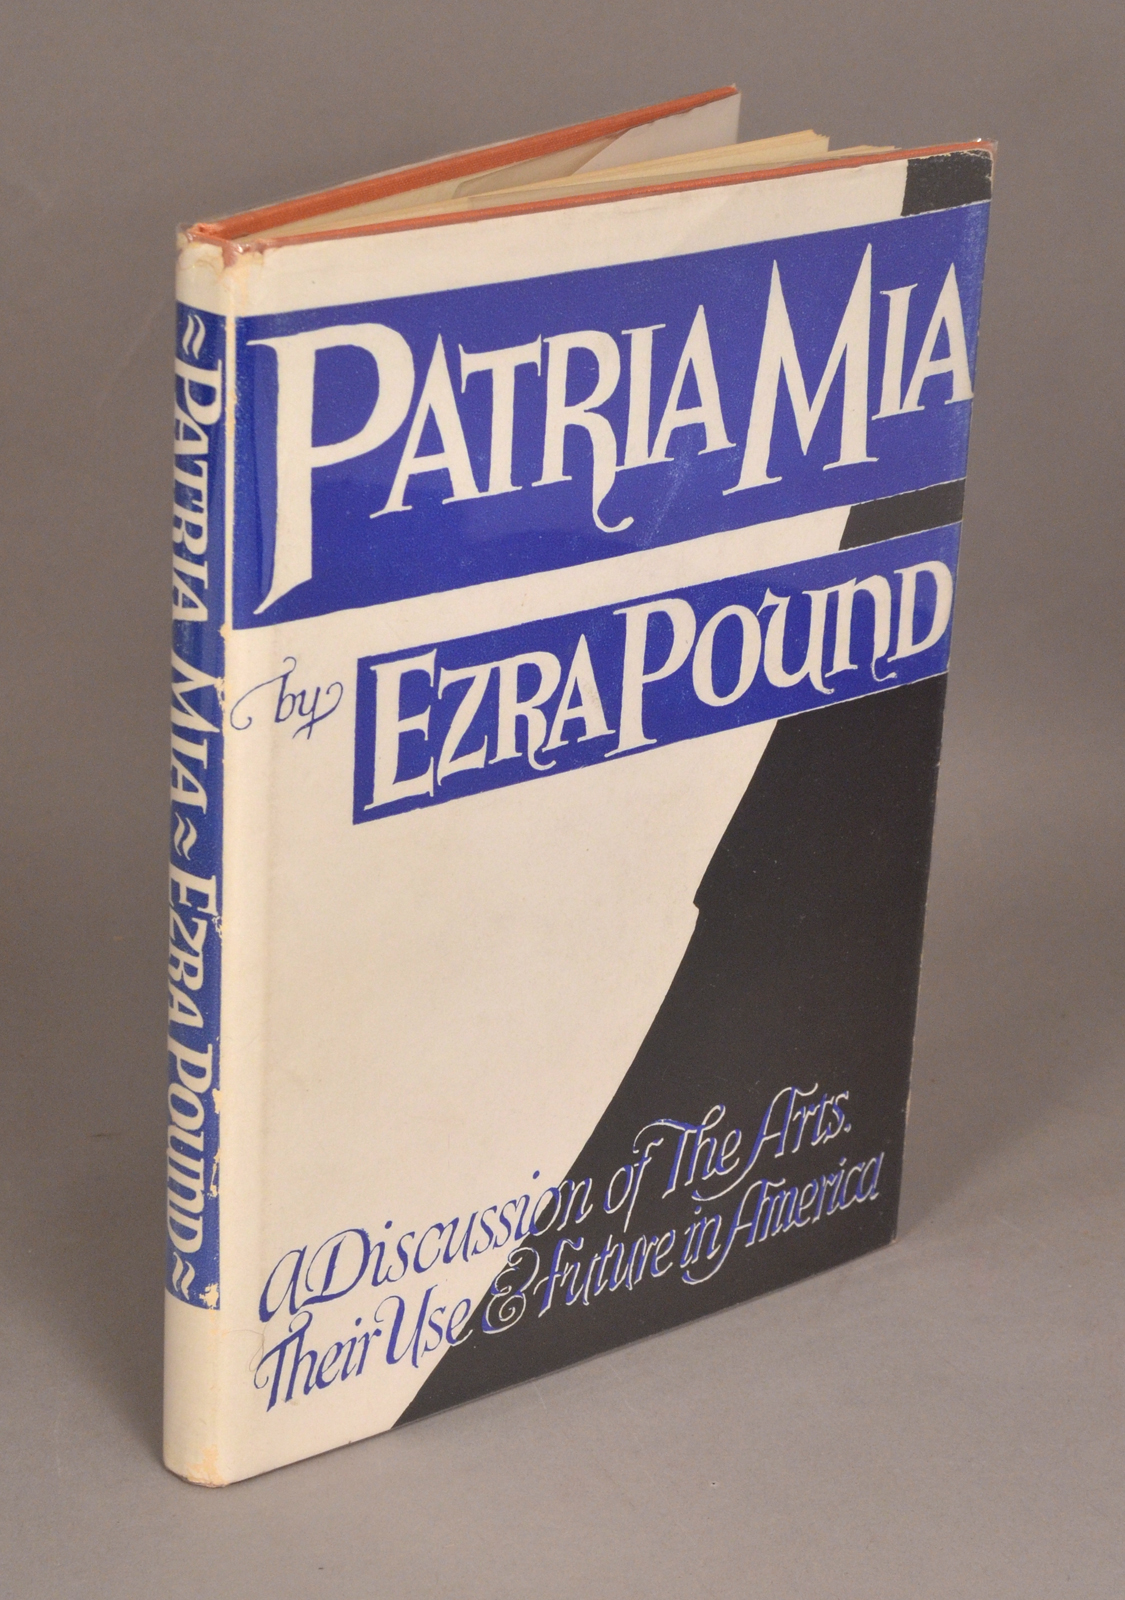 PATRIA MIA
by EZRA POUND
A Discussion of The Arts.
Their Use & Future in America
~ PATRIA MIA ~ EZRA POUND ~